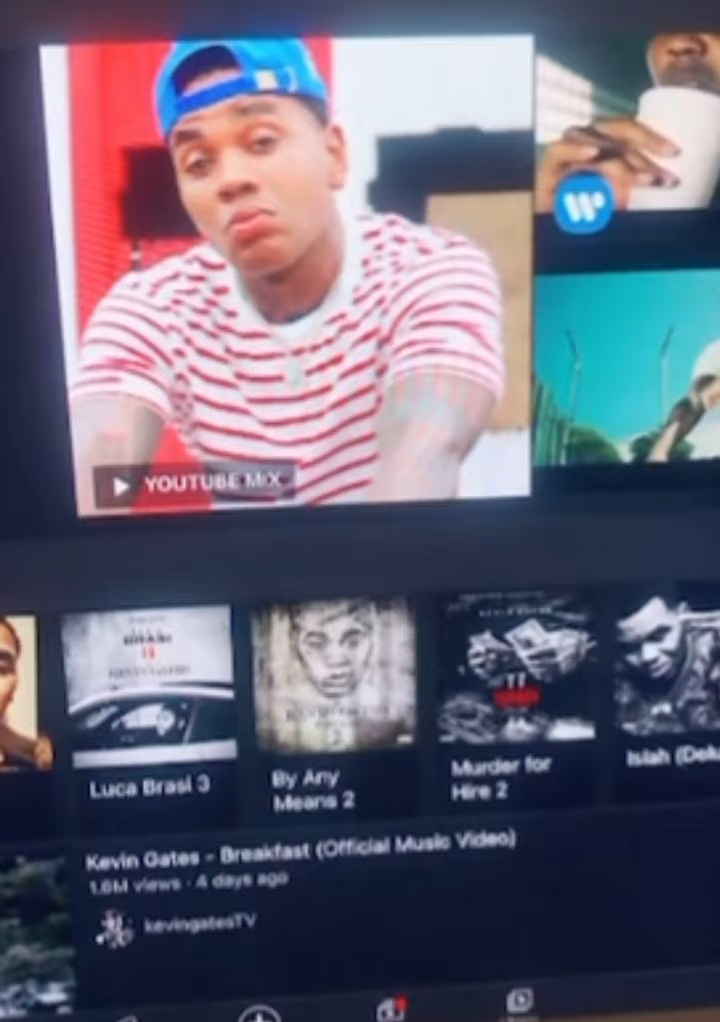 YOUTUBE MIX
Luca Brasi 3
By Any
Means 2
Murder for
Hire 2
Islah (Delu
Kevin Gates - Breakfast (Official Music Video)
1.6M views · 4 days ago
kevingatesTV